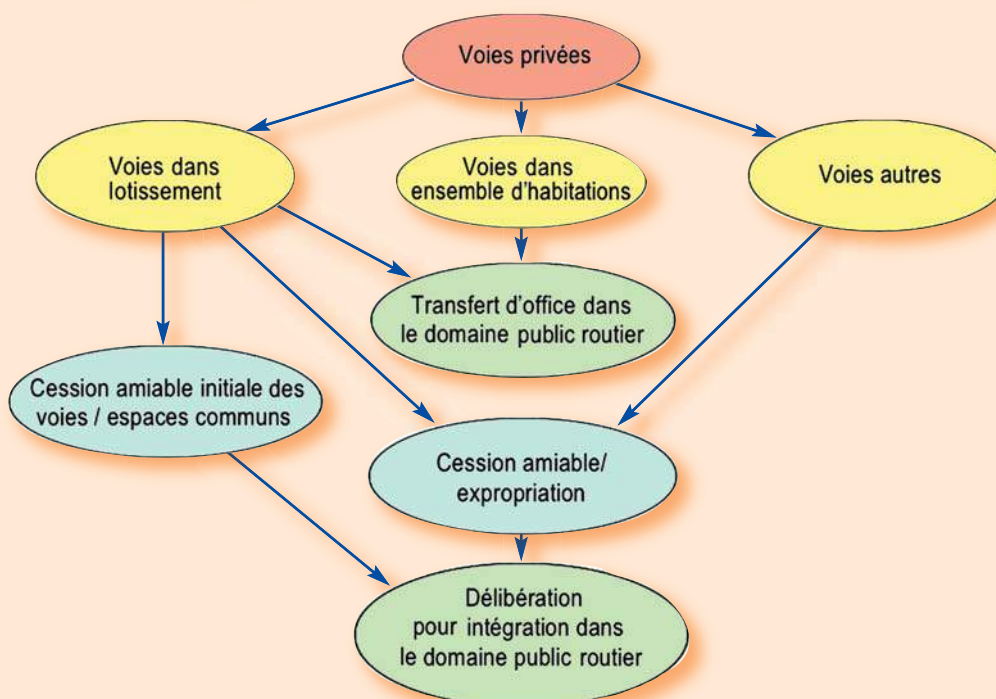 Voies privées
Voies dans
lotissement
Voies dans
ensemble d'habitations
Voies autres
Transfert d'office dans
le domaine public routier
Cession amiable initiale des
voies / espaces communs
Cession amiable/
expropriation
Délibération
pour intégration dans
le domaine public routier